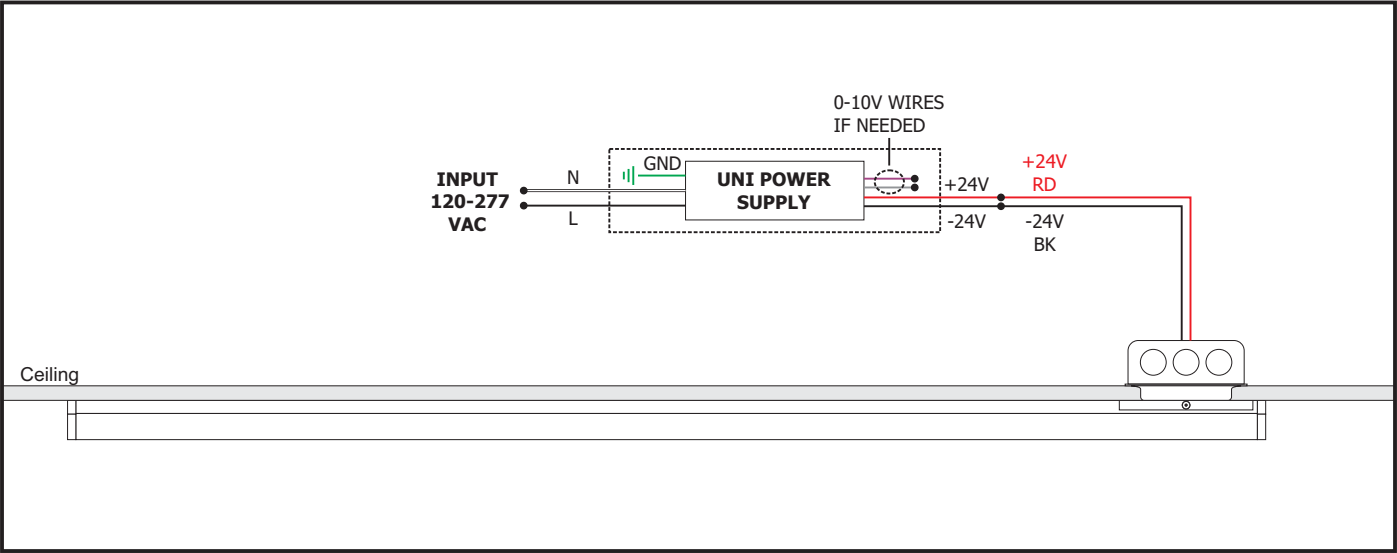 0-10V WIRES
IF NEEDED
INPUT
120-277
VAC
N
L
GND
UNI POWER
SUPPLY
+24V
-24V
+24V
RD
-24V
BK
Ceiling